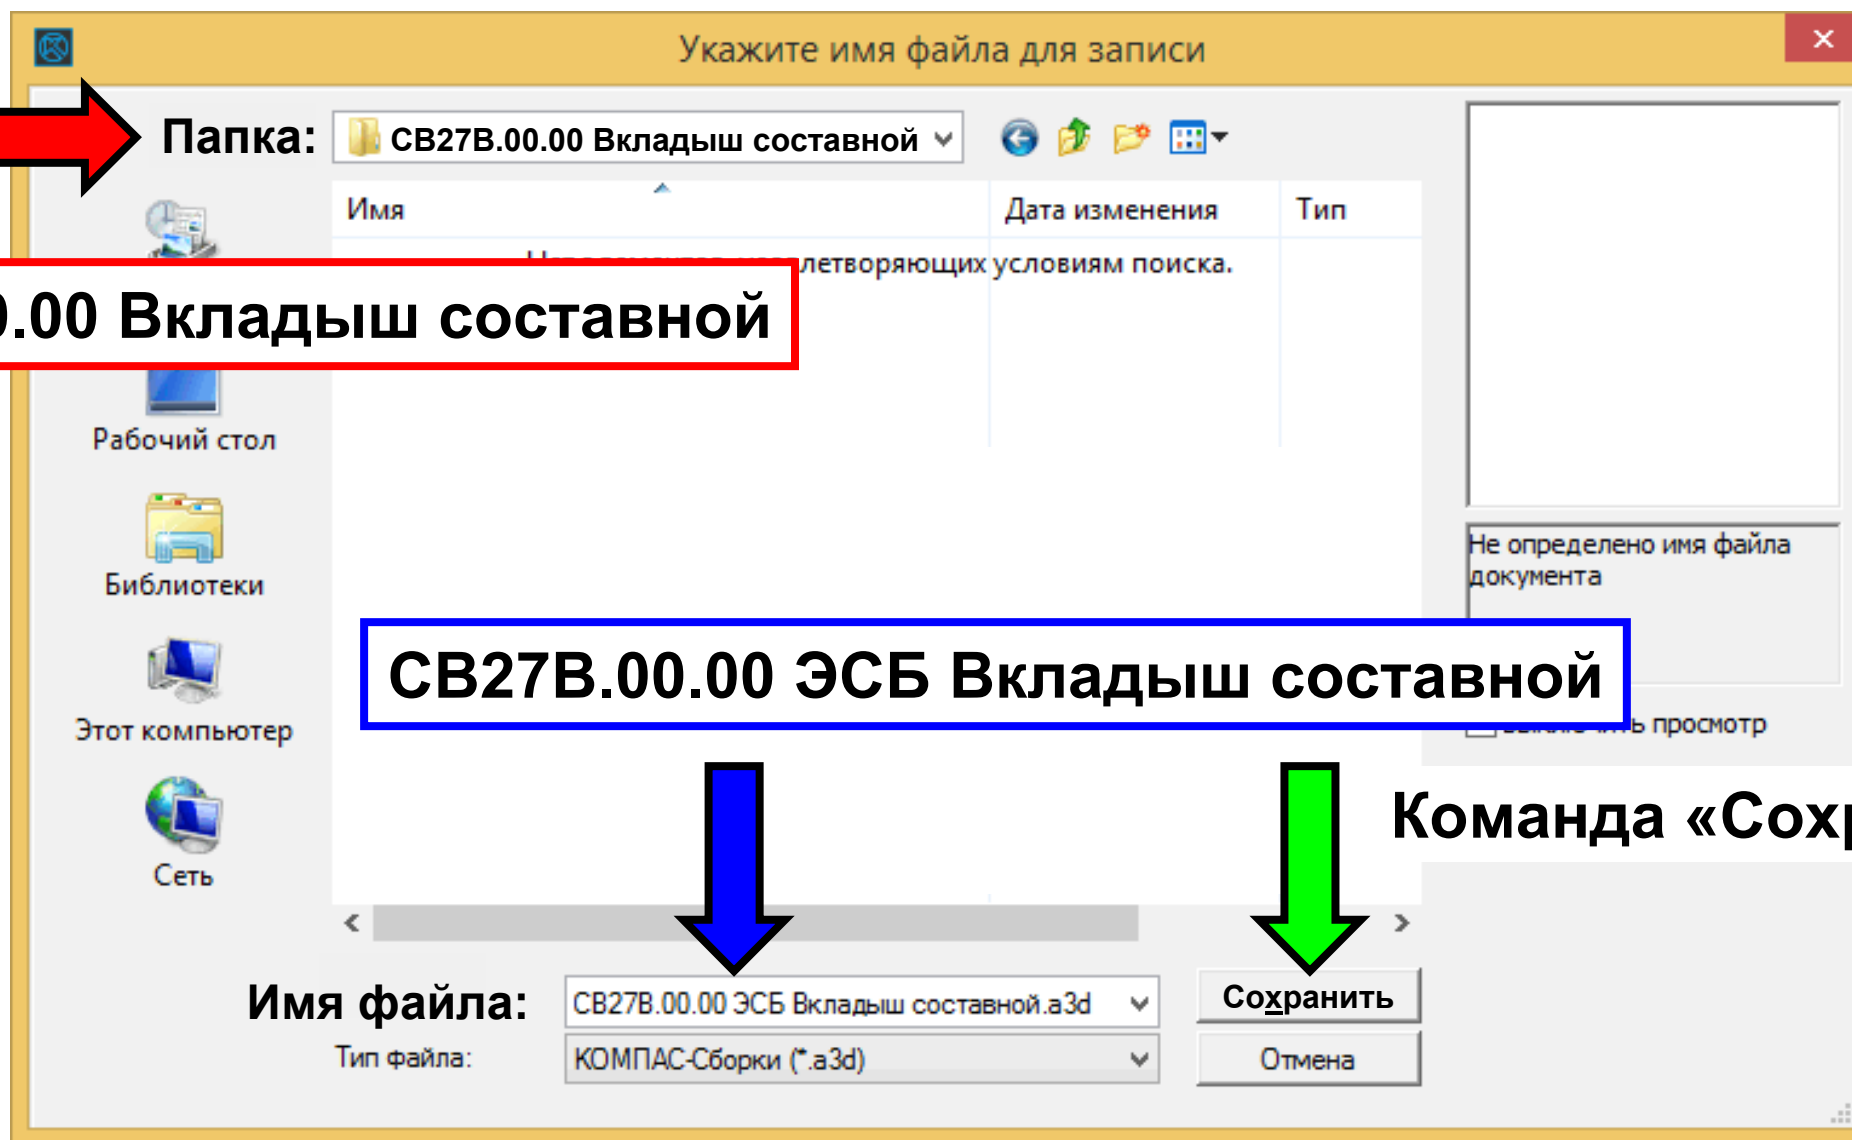 Укажите имя файла для записи
Папка: СВ27В.00.00 Вкладыш составной
Имя Дата изменения Тип
условиям поиска.
.00 Вкладыш составной
Рабочий стол
Библиотеки
Не определено имя файла
документа
СВ27В.00.00 ЭСБ Вкладыш составной
Этот компьютер
просмотр
Команда «Сохр
Сеть
Имя файла: СВ27В.00.00 ЭСБ Вкладыш составной.a3d Сохранить
Тип файла: КОМПАС-Сборки (*.a3d) Отмена